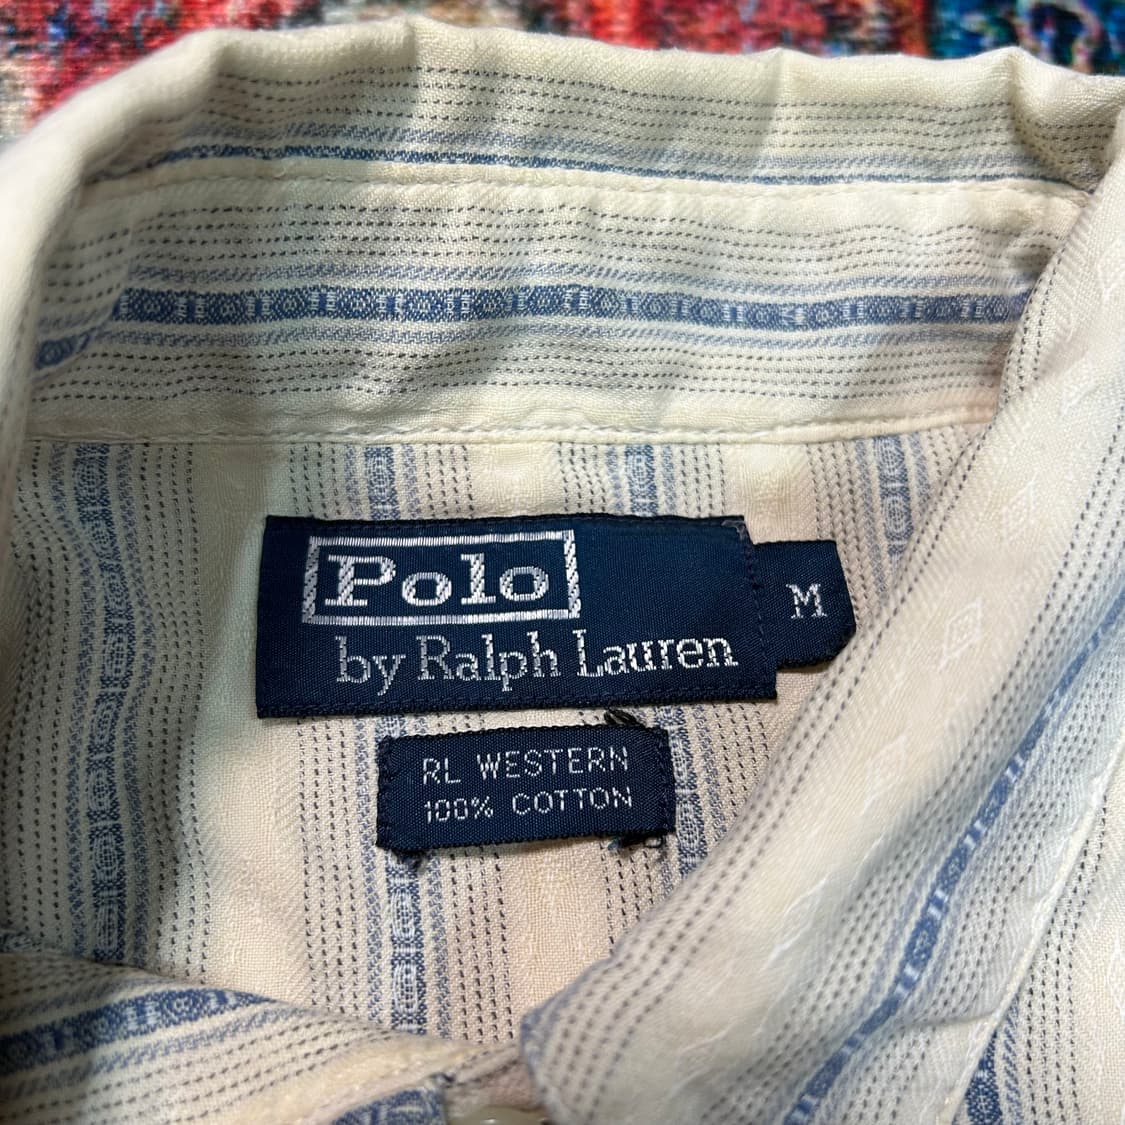 Polo
by Ralph Lauren
M
RL WESTERN
100% COTTON